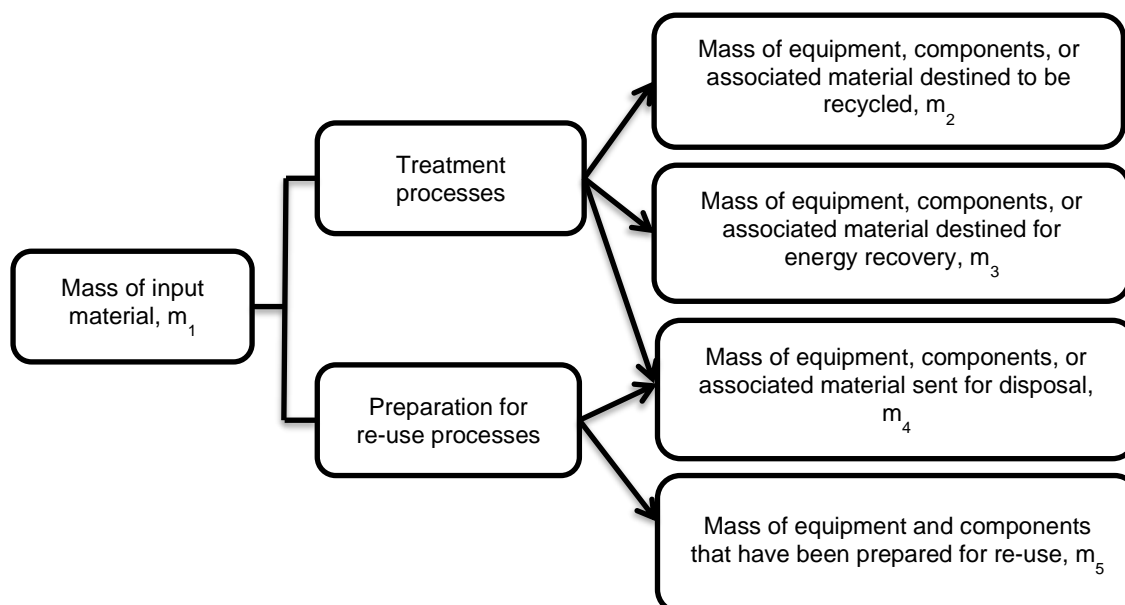 Mass of equipment, components, or
associated material destined to be
recycled, m₂
Treatment
processes
Mass of equipment, components, or
associated material destined for
energy recovery, m₃
Mass of input
material, m₁
Mass of equipment, components, or
associated material sent for disposal,
m₄
Preparation for
re-use processes
Mass of equipment and components
that have been prepared for re-use, m₅